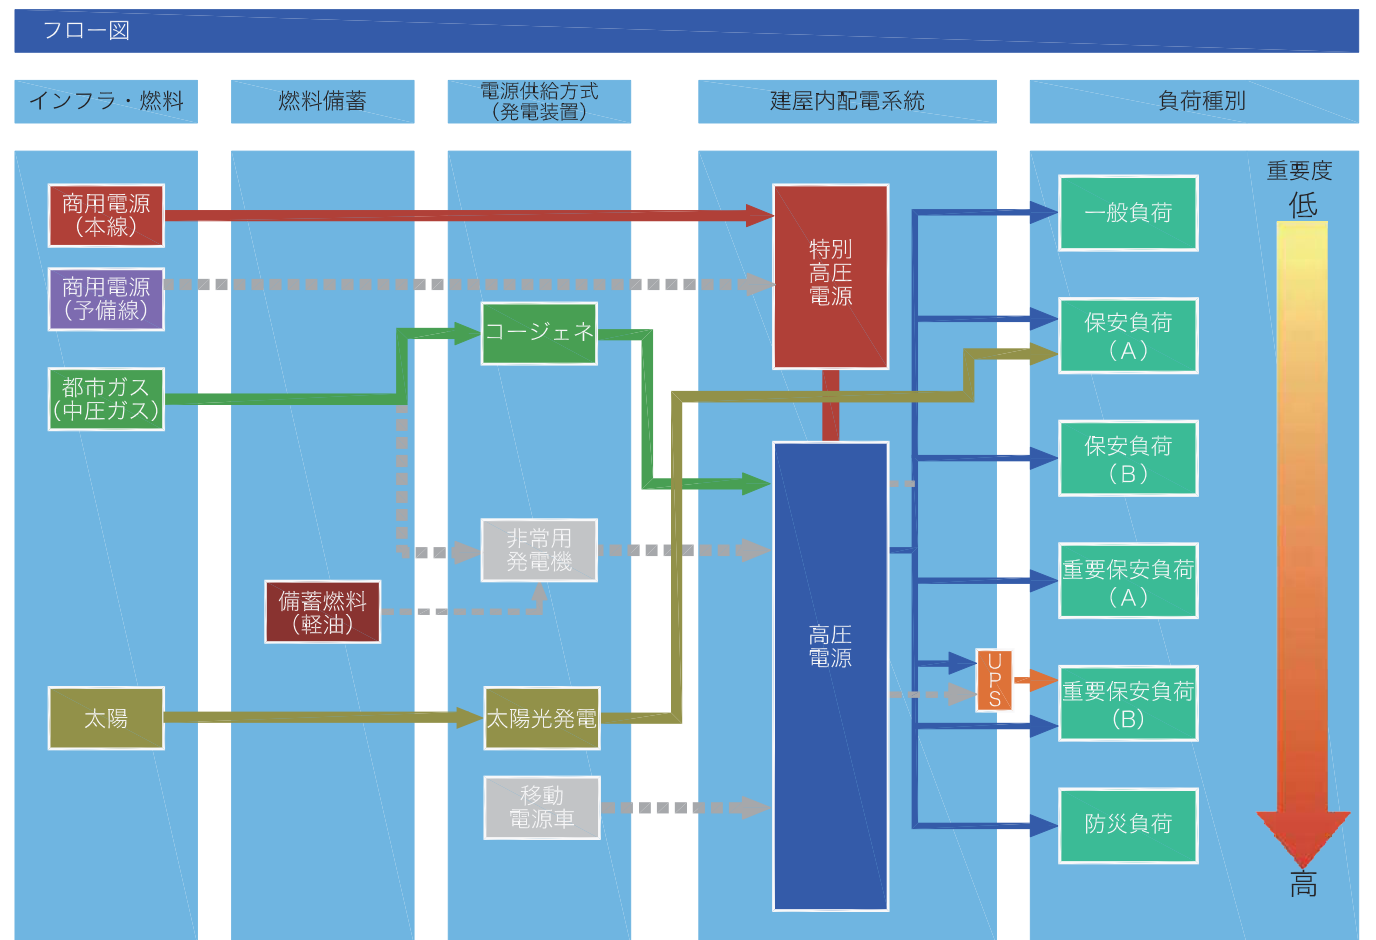 フロー図
インフラ・燃料
燃料備蓄
電源供給方式
（発電装置）
建屋内配電系統
負荷種別
商用電源
（本線）
商用電源
（予備線）
都市ガス
（中圧ガス）
太陽
備蓄燃料
（軽油）
コージェネ
非常用
発電機
太陽光発電
移動
電源車
特別
高圧
電源
高圧
電源
U
P
S
一般負荷
保安負荷
（A）
保安負荷
（B）
重要保安負荷
（A）
重要保安負荷
(B)
防災負荷
重要度
低
高